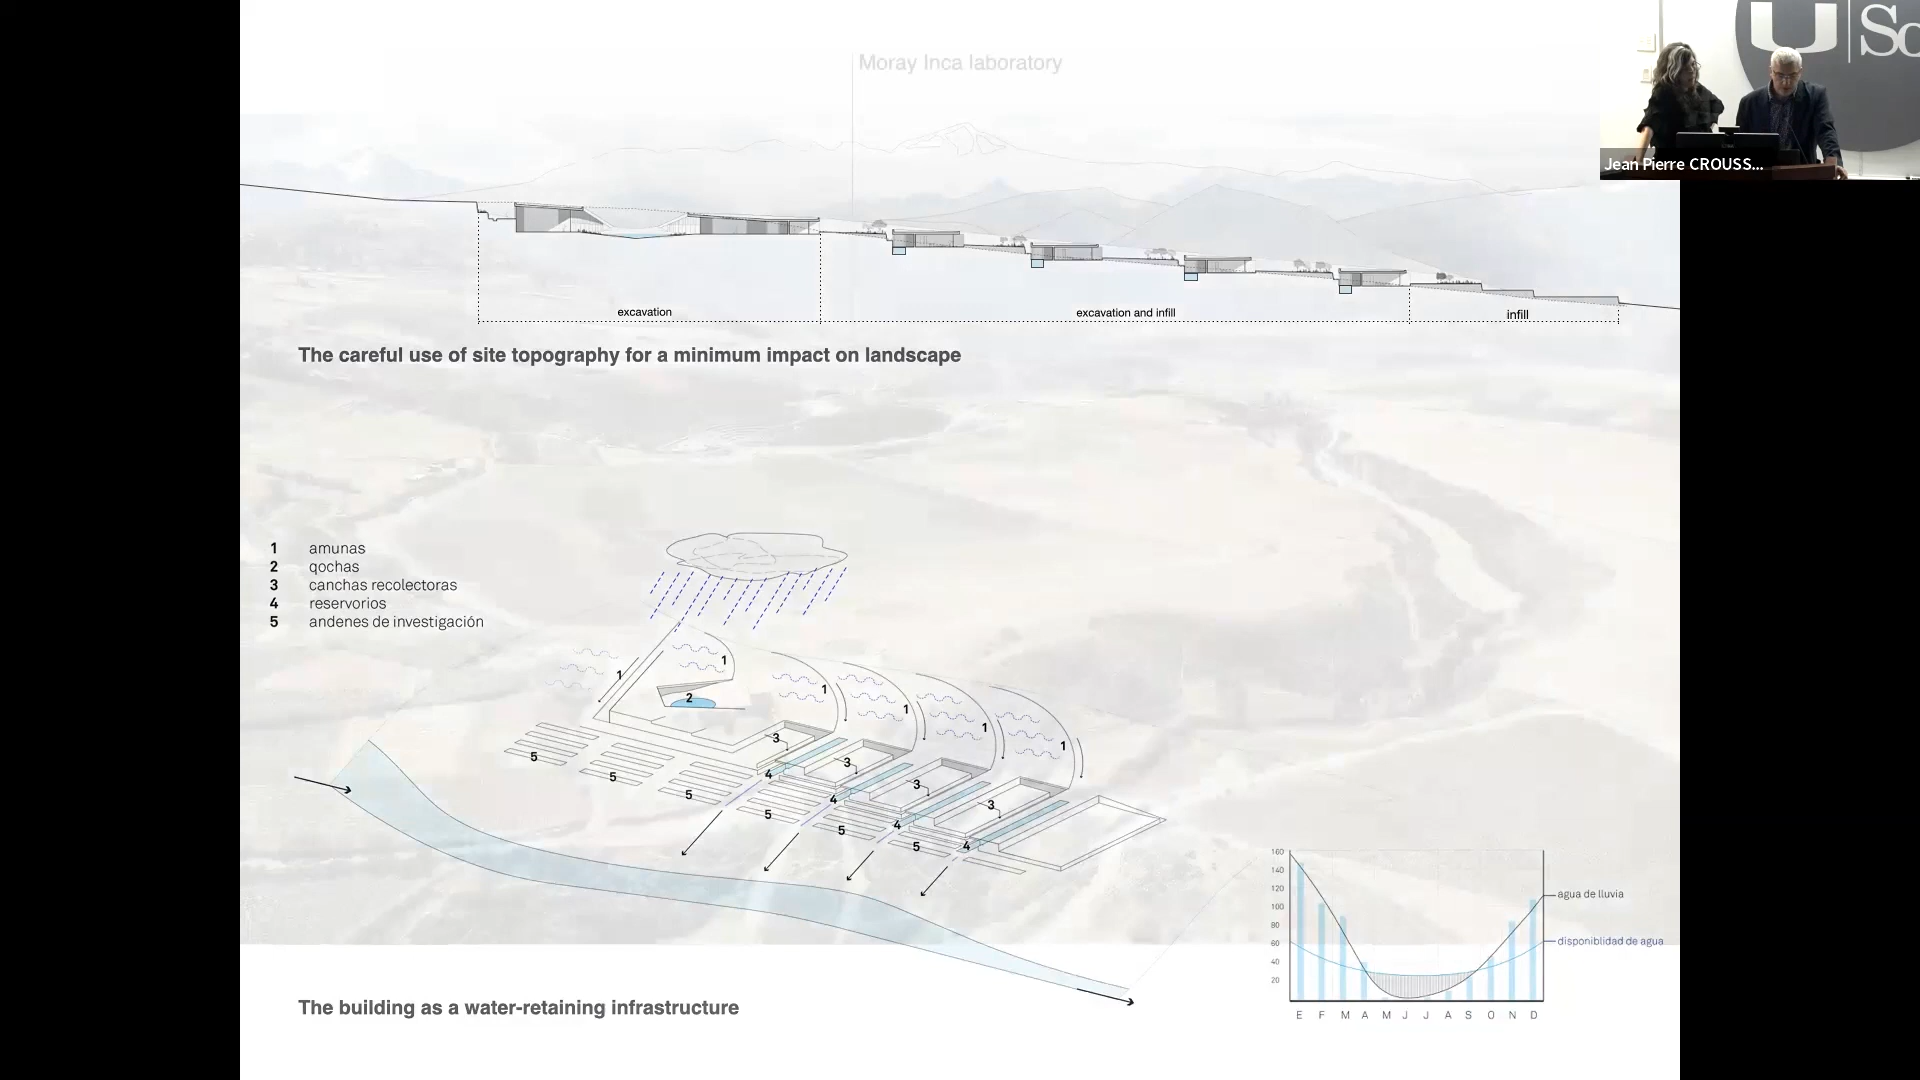 Moray Inca laboratory
U | Sc
Jean Pierre CROUSS...
excavation
excavation and infill
infill
The careful use of site topography for a minimum impact on landscape
1 amunas
2 qochas
3 canchas recolectoras
4 reservorios
5 andenes de investigación
1
1
2
1
1
1
1
3
3
3
3
4
4
4
4
5
5
5
5
5
5
160
140
120
100
80
60
40
20
E F M A M J J A S O N D
agua de lluvia
disponiblidad de agua
The building as a water-retaining infrastructure